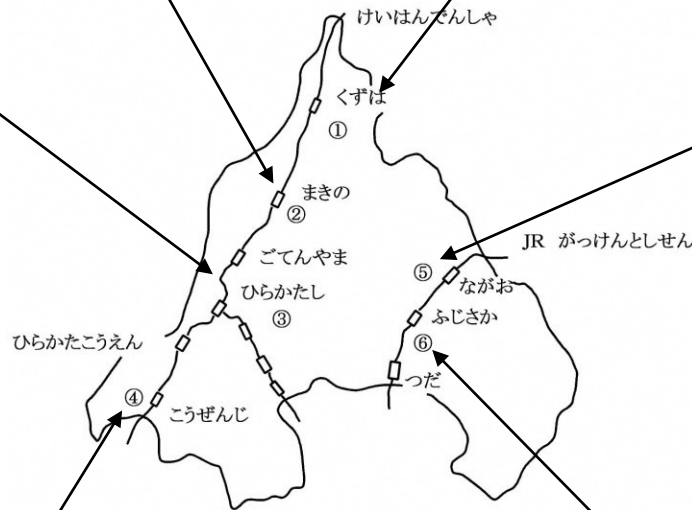 けいはんでんしゃ
くずは
①
まきの
②
ごてんやま
JR がっけんとしせん
⑤
ながお
ひらかたし
③
ふじさか
⑥
ひらかたこうえん
つだ
④
こうぜんじ